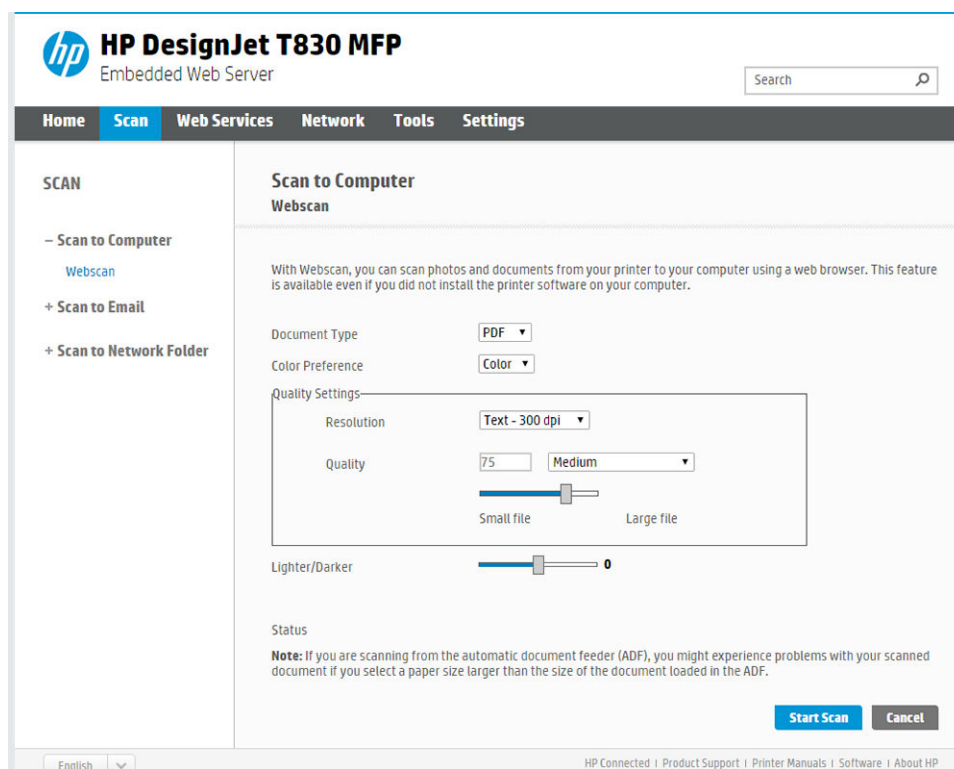 hp
HP DesignJet T830 MFP
Embedded Web Server
Search
Home Scan Web Services Network Tools Settings
SCAN
– Scan to Computer
Webscan
+ Scan to Email
+ Scan to Network Folder
Scan to Computer
Webscan
With Webscan, you can scan photos and documents from your printer to your computer using a web browser. This feature
is available even if you did not install the printer software on your computer.
Document Type PDF
Color Preference Color
Quality Settings
Resolution Text - 300 dpi
Quality 75 Medium
Small file Large file
Lighter/Darker 0
Status
Note: If you are scanning from the automatic document feeder (ADF), you might experience problems with your scanned
document if you select a paper size larger than the size of the document loaded in the ADF.
Start Scan Cancel
English
HP Connected | Product Support | Printer Manuals | Software | About HP